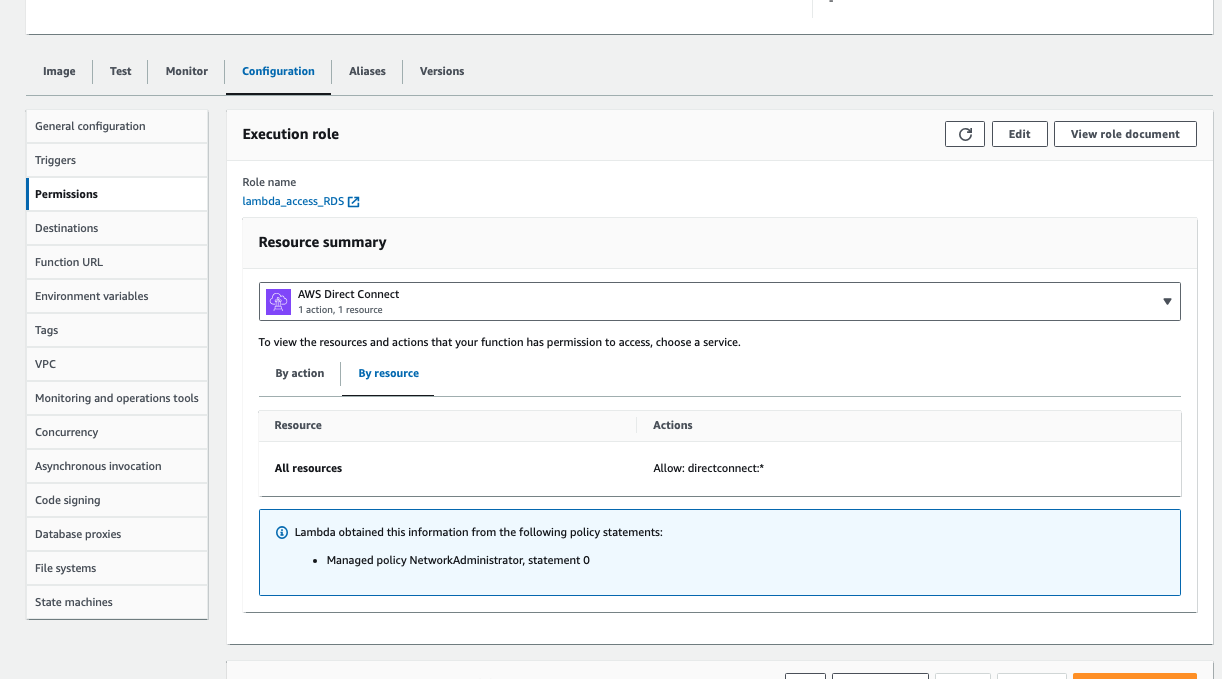 Image
Test
Monitor
Configuration
Aliases
Versions
General configuration
Triggers
Permissions
Destinations
Function URL
Environment variables
Tags
VPC
Monitoring and operations tools
Concurrency
Asynchronous invocation
Code signing
Database proxies
File systems
State machines
Execution role
Edit
View role document
Role name
lambda_access_RDS
Resource summary
AWS Direct Connect
1 action, 1 resource
To view the resources and actions that your function has permission to access, choose a service.
By action
By resource
Resource
Actions
All resources
Allow: directconnect:*
Lambda obtained this information from the following policy statements:
• Managed policy NetworkAdministrator, statement 0